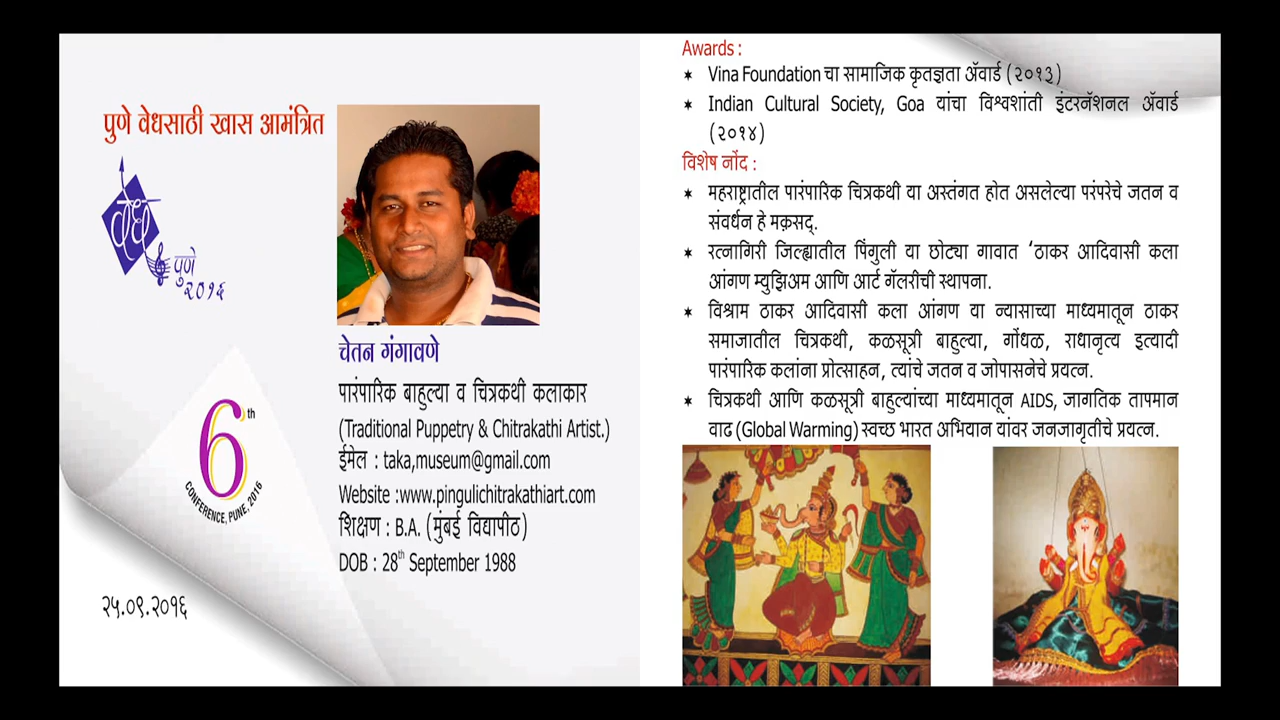 पुणे वेधसाठी खास आमंत्रित
वेध
पुणे
२०१६
चेतन गंगावणे
पारंपारिक बाहुल्या व चित्रकथी कलाकार
(Traditional Puppetry & Chitrakathi Artist.)
ईमेल : taka,museum@gmail.com
Website :www.pingulichitrakathiart.com
शिक्षण : B.A. (मुंबई विद्यापीठ)
DOB : 28th September 1988
6th
CONFERENCE, PUNE, 2016
२५.०९.२०१६
Awards :
✶ Vina Foundation चा सामाजिक कृतज्ञता ॲवार्ड (२०१३)
✶ Indian Cultural Society, Goa यांचा विश्वशांती इंटरनॅशनल ॲवार्ड
(२०१४)
विशेष नोंद :
✶ महराष्ट्रातील पारंपारिक चित्रकथी या अस्तंगत होत असलेल्या परंपरेचे जतन व
संवर्धन हे मक़सद्.
✶ रत्नागिरी जिल्ह्यातील पिंगुली या छोट्या गावात ‘ठाकर आदिवासी कला
आंगण म्युझिअम आणि आर्ट गॅलरीची स्थापना.
✶ विश्राम ठाकर आदिवासी कला आंगण या न्यासाच्या माध्यमातून ठाकर
समाजातील चित्रकथी, कळसूत्री बाहुल्या, गोंधळ, राधानृत्य इत्यादी
पारंपारिक कलांना प्रोत्साहन, त्यांचे जतन व जोपासनेचे प्रयत्न.
✶ चित्रकथी आणि कळसूत्री बाहुल्यांच्या माध्यमातून AIDS, जागतिक तापमान
वाढ (Global Warming) स्वच्छ भारत अभियान यांवर जनजागृतीचे प्रयत्न.